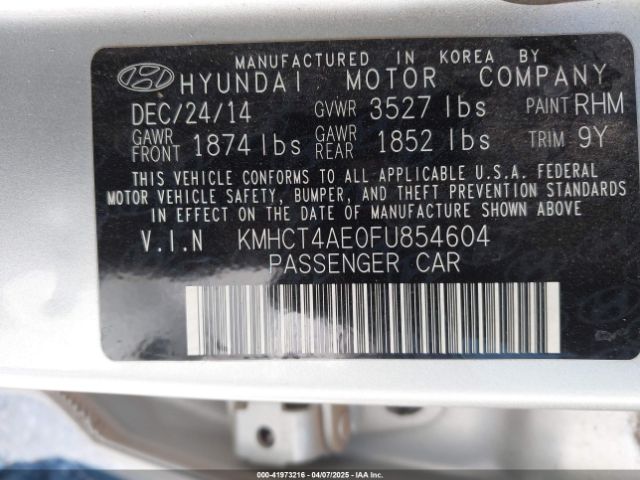 MANUFACTURED IN KOREA BY
HYUNDAI MOTOR COMPANY
DEC/24/14 GVWR 3527 lbs PAINT RHM
GAWR FRONT 1874 lbs GAWR REAR 1852 lbs TRIM 9Y
THIS VEHICLE CONFORMS TO ALL APPLICABLE U.S.A. FEDERAL
MOTOR VEHICLE SAFETY, BUMPER, AND THEFT PREVENTION STANDARDS
IN EFFECT ON THE DATE OF MANUFACTURE SHOWN ABOVE.
V.I.N KMHCT4AE0FU854604
PASSENGER CAR
00-41973216 - 04/07/2025 - IAA Inc.